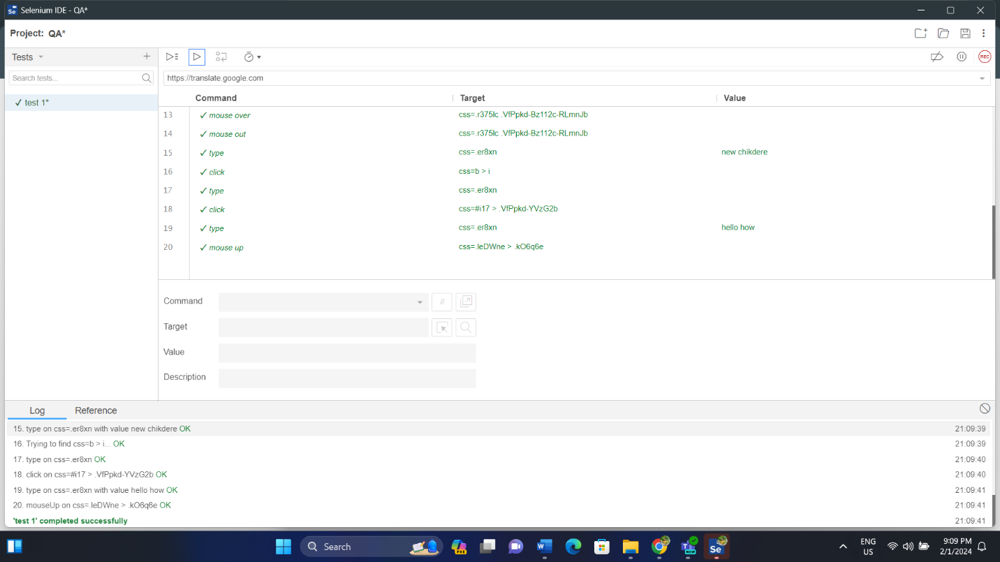 Selenium IDE - QA*
Project: QA*
Tests
Search tests...
✓ test 1*
https://translate.google.com
REC
Command Target Value
13 ✓ mouse over css=.r375lc .VfPpkd-Bz112c-RLmnJb
14 ✓ mouse out css=.r375lc .VfPpkd-Bz112c-RLmnJb
15 ✓ type css=.er8xn new chikdere
16 ✓ click css=b > i
17 ✓ type css=.er8xn
18 ✓ click css=#i17 > .VfPpkd-YVzG2b
19 ✓ type css=.er8xn hello how
20 ✓ mouse up css=.leDWne > .kO6q6e
Command //
Target
Value
Description
Log Reference
15. type on css=.er8xn with value new chikdere OK 21:09:39
16. Trying to find css=b > i... OK 21:09:39
17. type on css=.er8xn OK 21:09:40
18. click on css=#i17 > .VfPpkd-YVzG2b OK 21:09:40
19. type on css=.er8xn with value hello how OK 21:09:41
20. mouseUp on css=.leDWne > .kO6q6e OK 21:09:41
'test 1' completed successfully 21:09:41
Search
PRE
NEW
Se
ENG
US
9:09 PM
2/1/2024